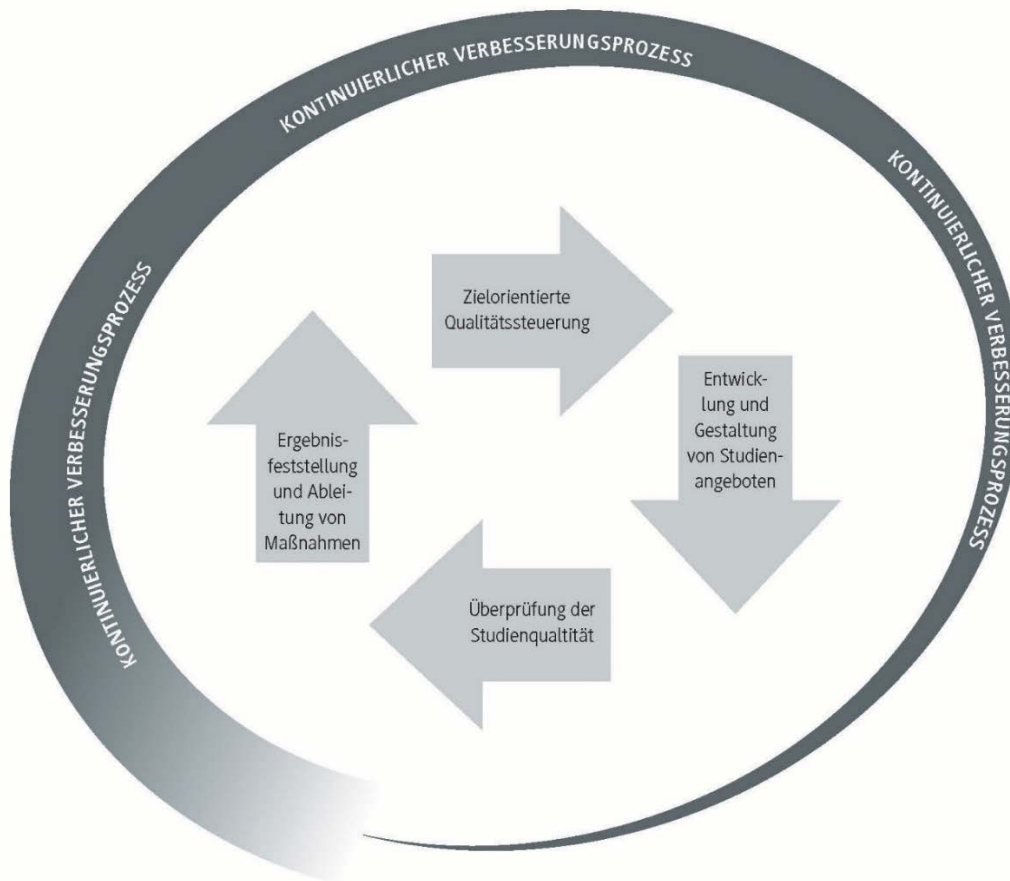 KONTINUIERLICHER VERBESSERUNGSPROZESS
KONTINUIERLICHER VERBESSERUNGSPROZESS
KONTINUIERLICHER VERBESSERUNGSPROZESS
Zielorientierte
Qualitätssteuerung
Entwick-
lung und
Gestaltung
von Studien-
angeboten
Überprüfung der
Studienqualtität
Ergebnis-
feststellung
und Ablei-
tung von
Maßnahmen